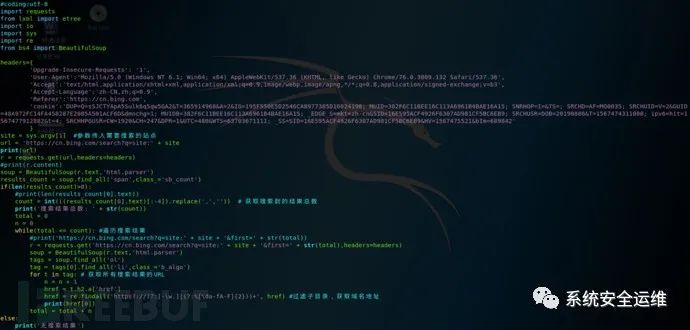 #coding:utf-8
import requests
from lxml import etree
import io
import sys
import re
from bs4 import BeautifulSoup
headers={
'Upgrade-Insecure-Requests': '1',
'User-Agent':'Mozilla/5.0 (Windows NT 6.1; Win64; x64) AppleWebKit/537.36 (KHTML, like Gecko) Chrome/76.0.3809.132 Safari/537.36',
'Accept':'text/html,application/xhtml+xml,application/xml;q=0.9,image/webp,image/apng,*/*;q=0.8,application/signed-exchange;v=b3',
'Accept-Language':'zh-CN,zh;q=0.9',
'Referer':'https://cn.bing.com',
'cookie':
site = sys.argv[1] #参数传入需要搜索的站点
url = 'https://cn.bing.com/search?q=site:' + site
print(url)
r = requests.get(url,headers=headers)
#print(r.content)
soup = BeautifulSoup(r.text,'html.parser')
results_count = soup.find_all('span',class_='sb_count')
if(len(results_count)>0):
#print(len(results_count[0].text))
count = int(((results_count[0].text)[:-4]).replace(',','')) # 获取搜索到的结果总数
print('搜索结果总数: ' + str(count))
total = 0
n = 0
while(total <= count): #遍历搜索结果
#print('https://cn.bing.com/search?q=site:' + site + '&first=' + str(total))
r = requests.get('https://cn.bing.com/search?q=site:' + site + '&first=' + str(total),headers=headers)
soup = BeautifulSoup(r.text,'html.parser')
tags = soup.find_all('ol')
tag = tags[0].find_all('li',class_='b_algo')
for t in tag: # 获取所有搜索结果的URL
n = n + 1
href = t.h2.a['href']
href = re.findall( , href) #过滤子目录,获取域名地址
print(href[0])
total = total + n
else:
print('无搜索结果')
REEBUF
系统安全运维